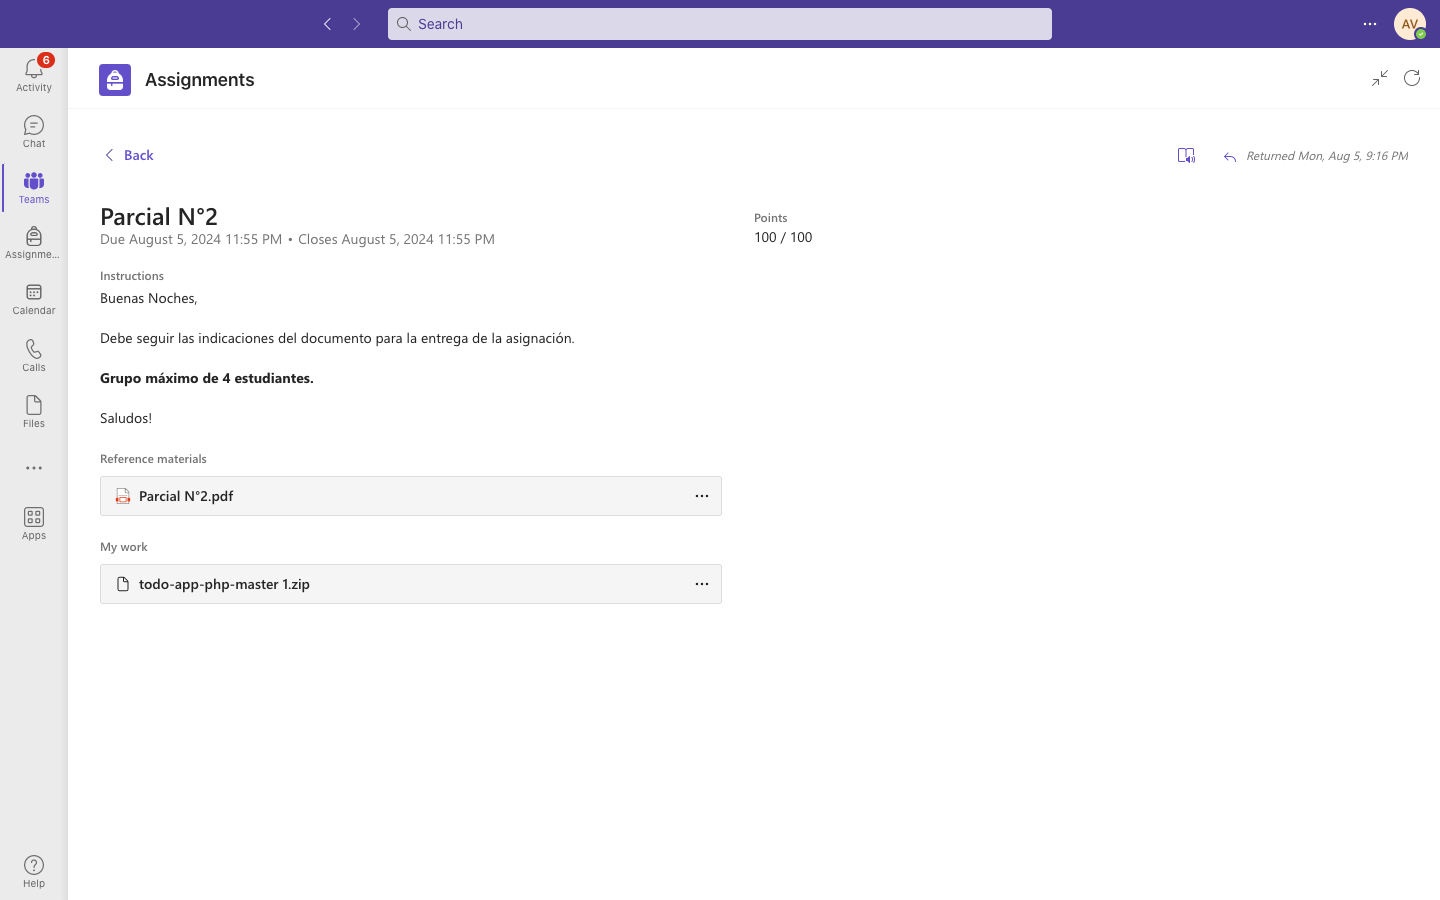 Search
AV
6
Activity
Chat
Teams
Assignme...
Calendar
Calls
Files
Apps
Help
Assignments
Back
Returned Mon, Aug 5, 9:16 PM
Parcial N°2
Due August 5, 2024 11:55 PM • Closes August 5, 2024 11:55 PM
Points
100 / 100
Instructions
Buenas Noches,
Debe seguir las indicaciones del documento para la entrega de la asignación.
Grupo máximo de 4 estudiantes.
Saludos!
Reference materials
Parcial N°2.pdf
My work
todo-app-php-master 1.zip